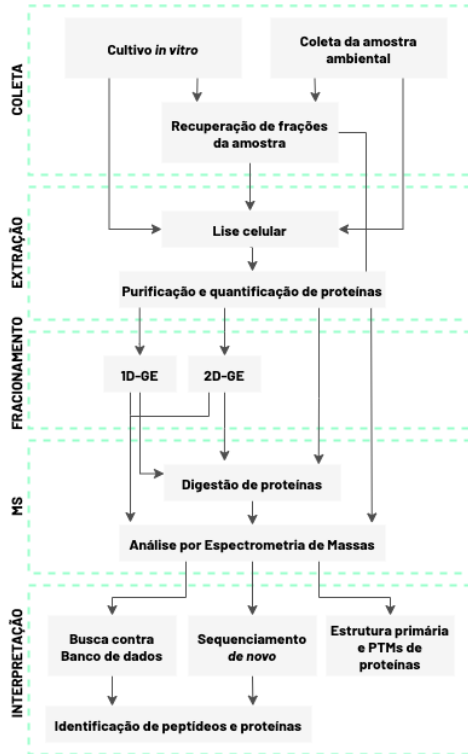 COLETA
Cultivo in vitro
Coleta da amostra
ambiental
Recuperação de frações
da amostra
EXTRAÇÃO
Lise celular
Purificação e quantificação de proteínas
FRACIONAMENTO
1D-GE
2D-GE
MS
Digestão de proteínas
Análise por Espectrometria de Massas
INTERPRETAÇÃO
Busca contra
Banco de dados
Sequenciamento
de novo
Estrutura primária
e PTMs de
proteínas
Identificação de peptídeos e proteínas